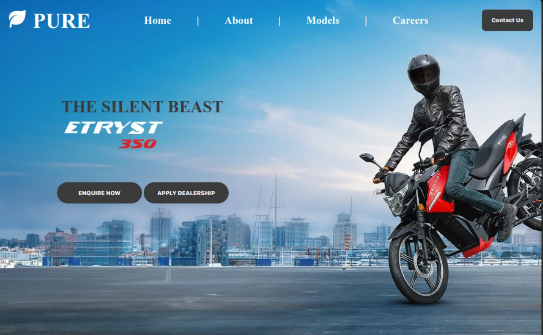 PURE
Home | About | Models | Careers
Contact Us
THE SILENT BEAST
ETRYST
350
ENQUIRE NOW
APPLY DEALERSHIP